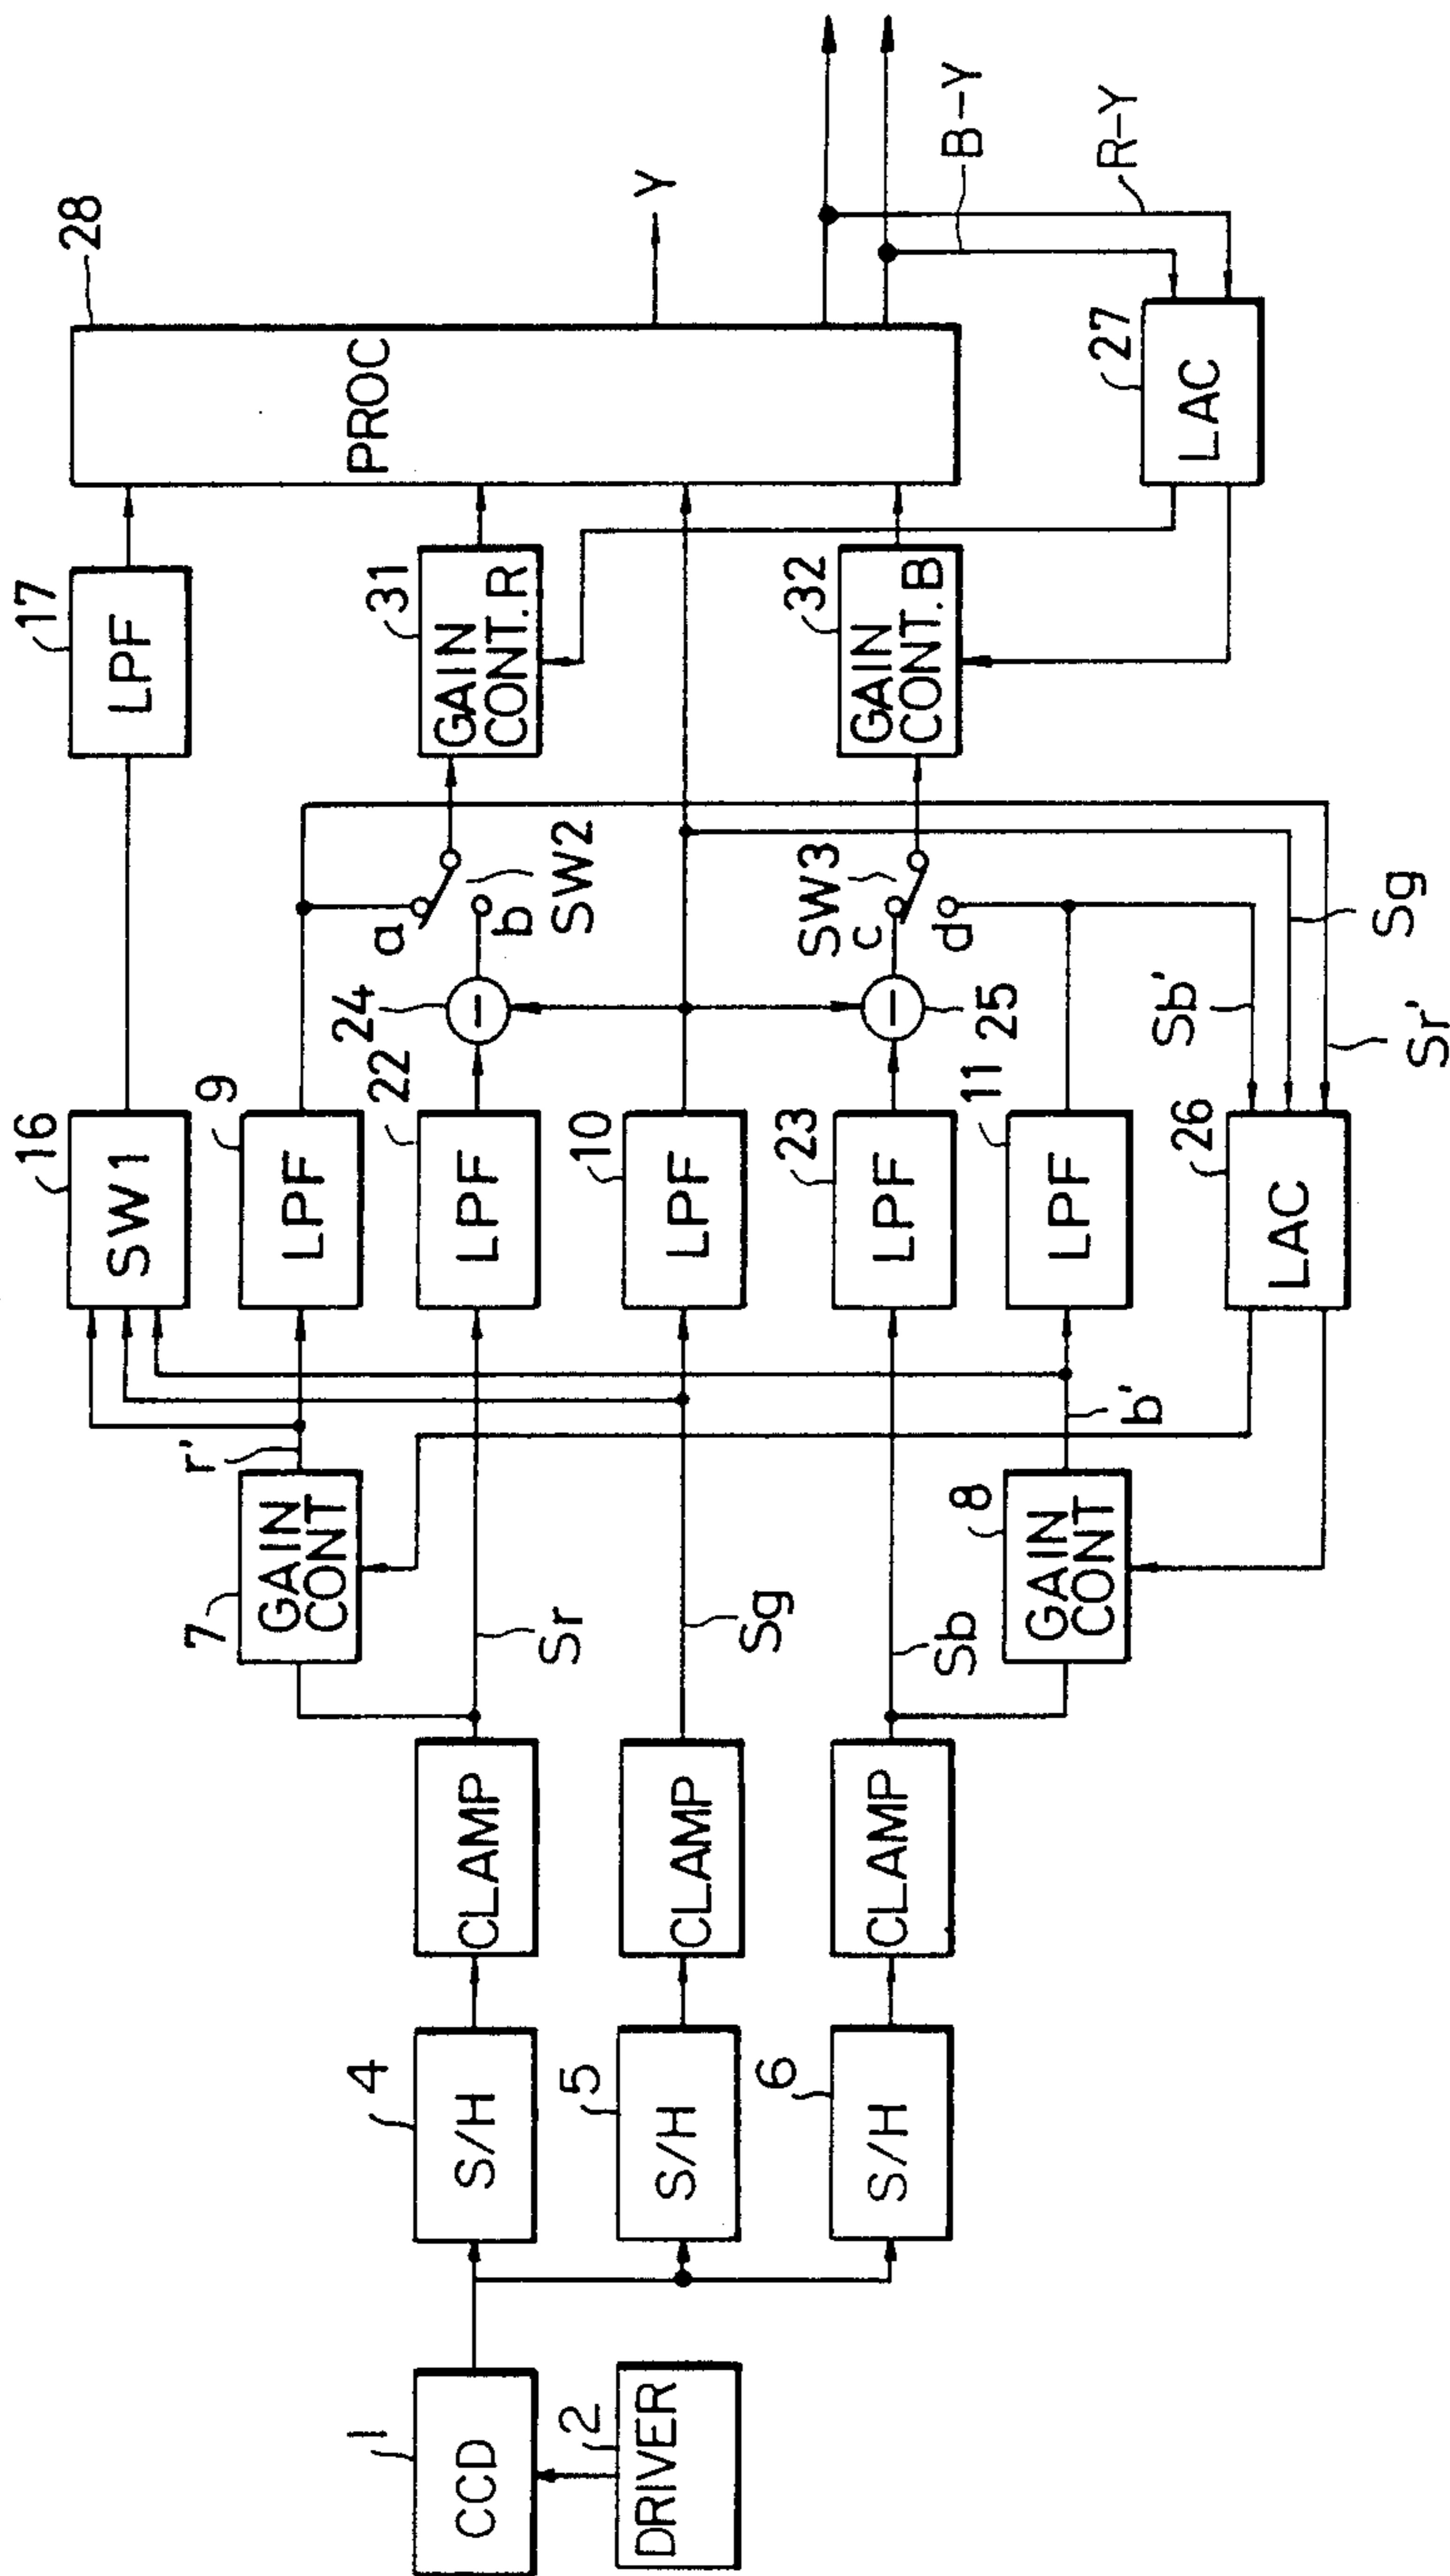 1
CCD
2
DRIVER
4
S/H
5
S/H
6
S/H
CLAMP
CLAMP
CLAMP
7
GAIN
CONT
r'
Sr
Sg
Sb
8
GAIN
CONT
b'
16
SW1
9
LPF
22
LPF
10
LPF
23
LPF
11
LPF
26
LAC
24
a
b
SW2
SW3
c
d
25
Sb'
Sg
Sr'
17
LPF
31
GAIN
CONT. R
32
GAIN
CONT. B
28
PROC
27
LAC
Y
B-Y
R-Y